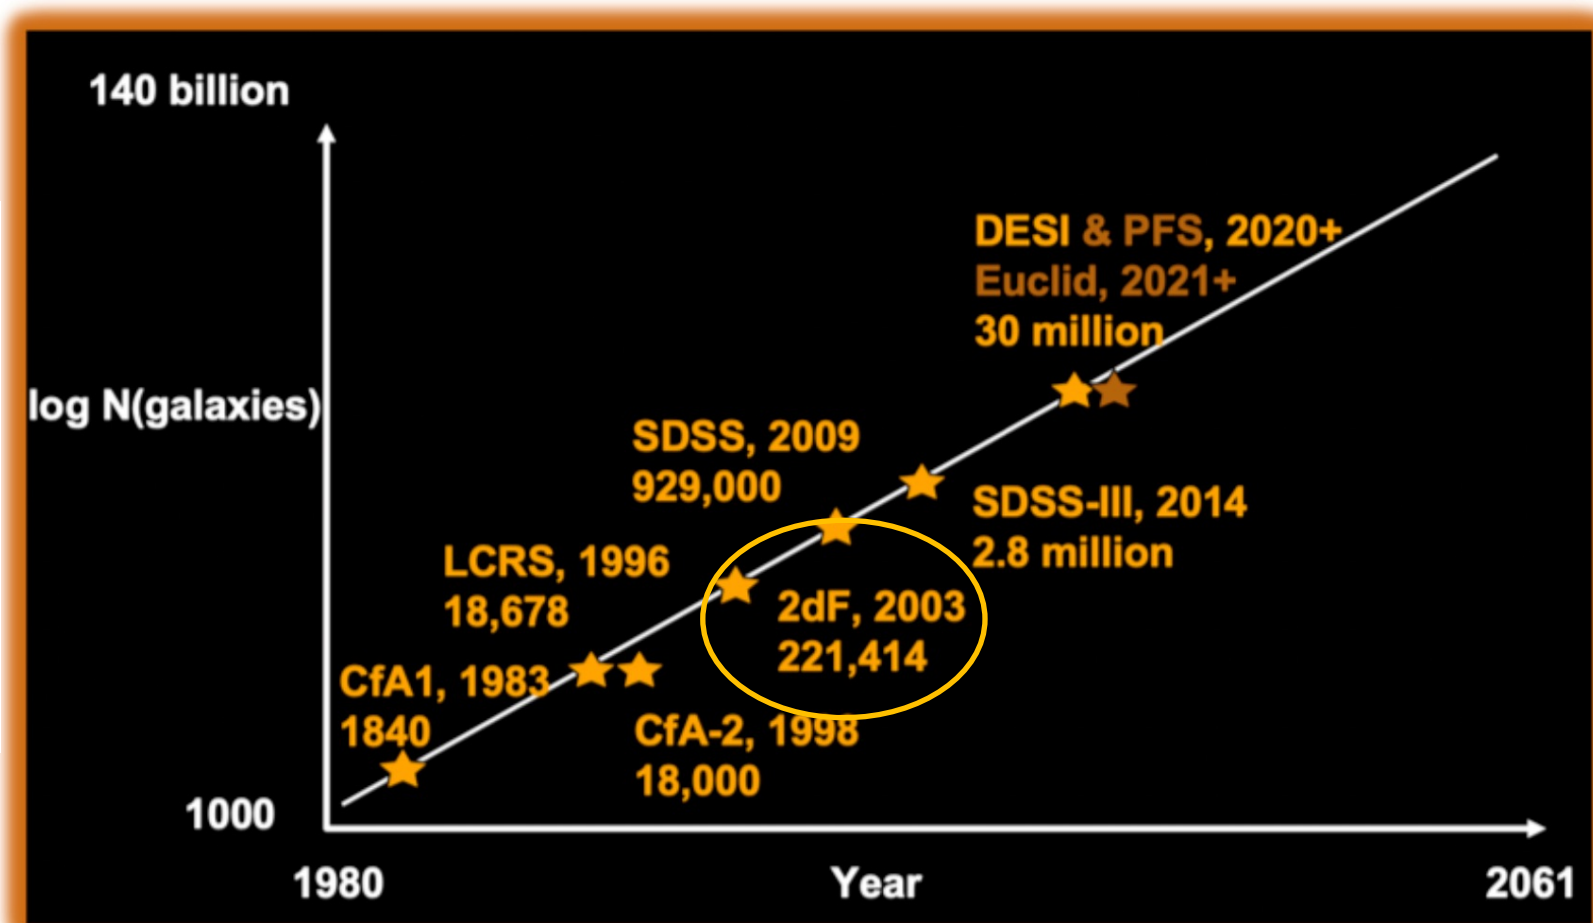 140 billion
DESI & PFS, 2020+
Euclid, 2021+
30 million
log N(galaxies)
SDSS, 2009
929,000
SDSS-III, 2014
2.8 million
LCRS, 1996
18,678
2dF, 2003
221,414
CfA1, 1983
1840
CfA-2, 1998
18,000
1000
1980
Year
2061